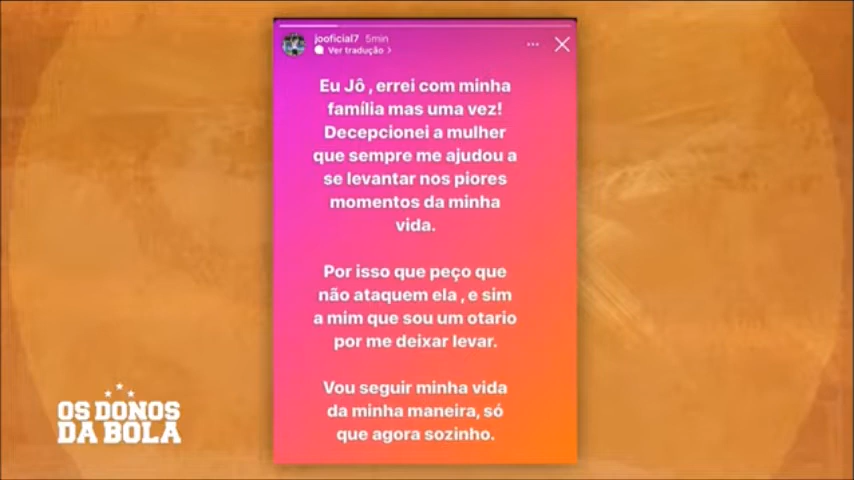 jooficial7 5min
Ver tradução >
Eu Jô , errei com minha
família mas uma vez!
Decepcionei a mulher
que sempre me ajudou a
se levantar nos piores
momentos da minha
vida.
Por isso que peço que
não ataquem ela , e sim
a mim que sou um otario
por me deixar levar.
Vou seguir minha vida
da minha maneira, só
que agora sozinho.
OS DONOS
DA BOLA